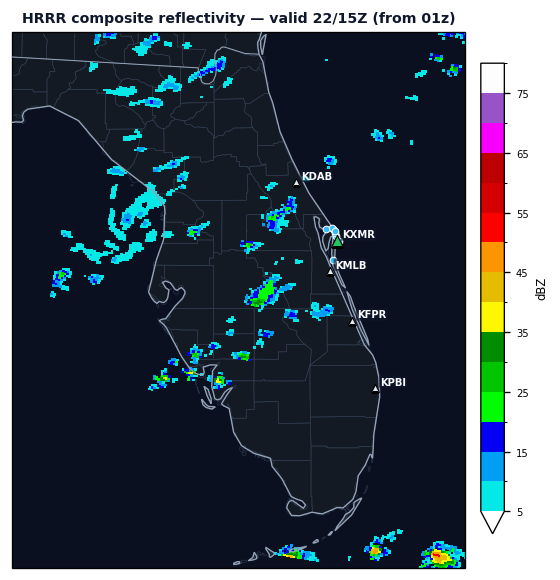 HRRR composite reflectivity — valid 22/15Z (from 01z)
KDAB
KXMR
KMLB
KFPR
KPBI
75
65
55
45
35
25
15
5
dBZ